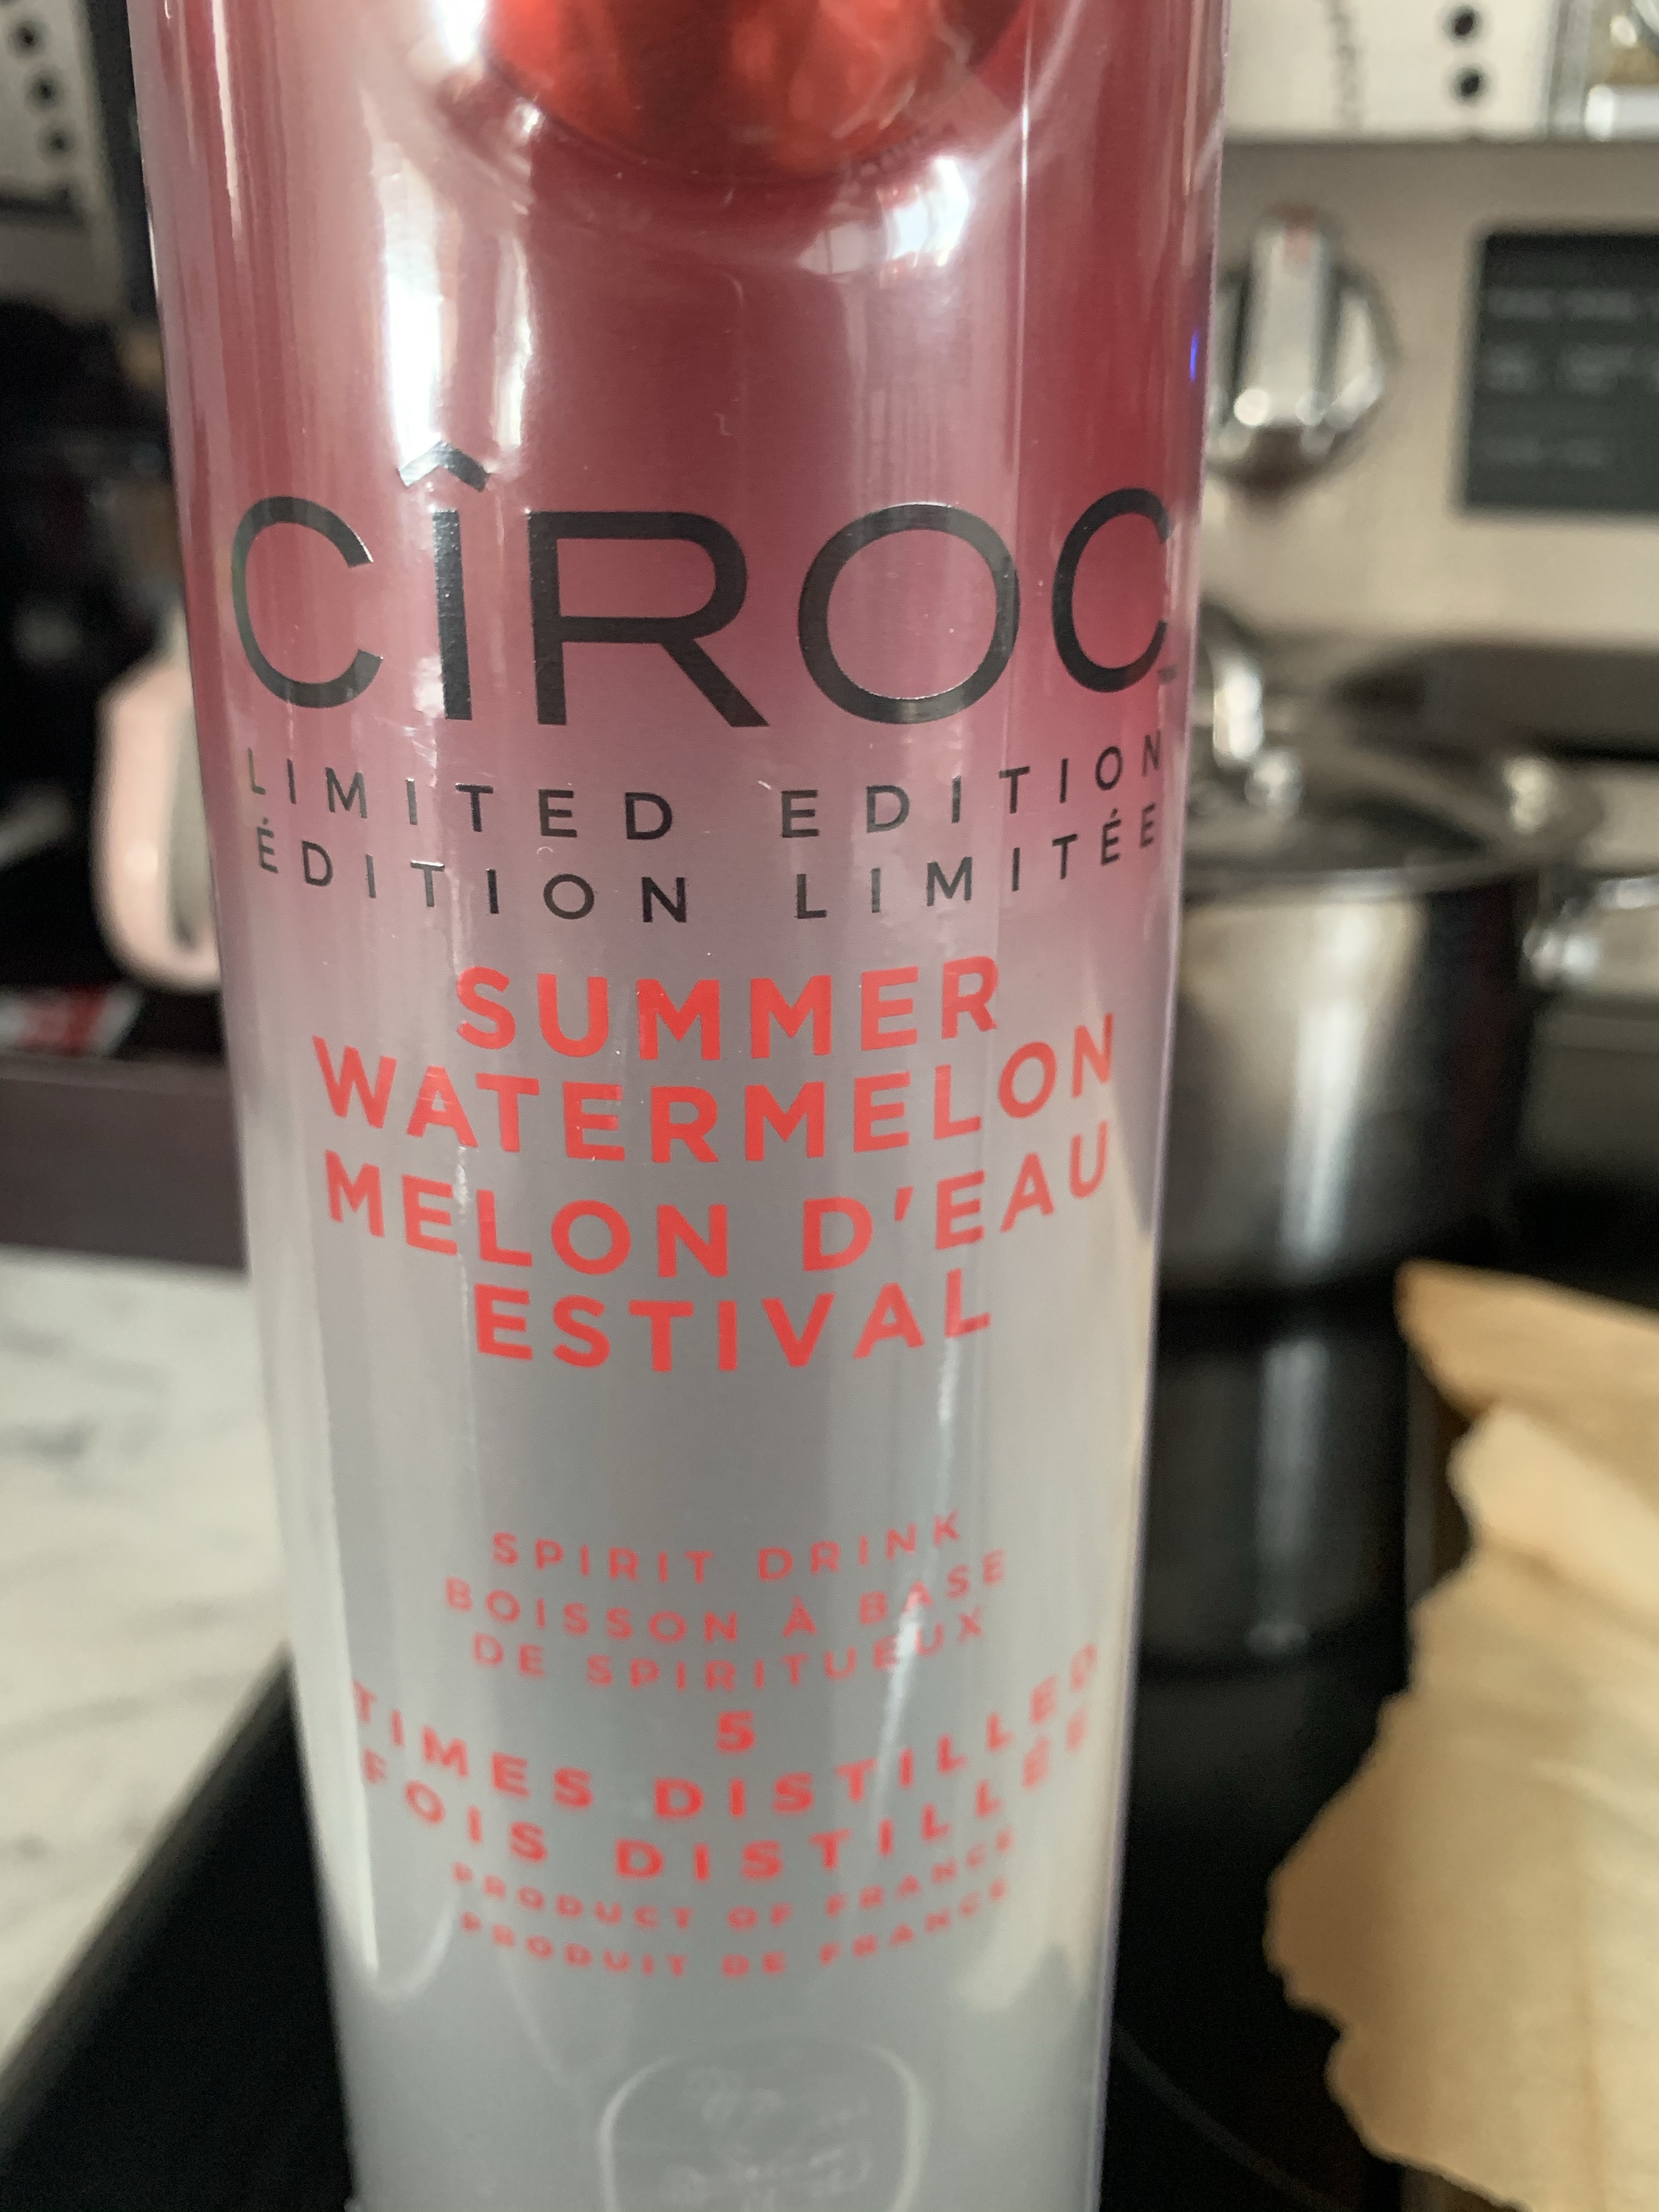 CÎROC
LIMITED EDITION
ÉDITION LIMITÉE
SUMMER
WATERMELON
MELON D'EAU
ESTIVAL
SPIRIT DRINK
BOISSON À BASE
DE SPIRITUEUX
5
TIMES DISTILLED
FOIS DISTILLÉE
PRODUCT OF FRANCE
PRODUIT DE FRANCE